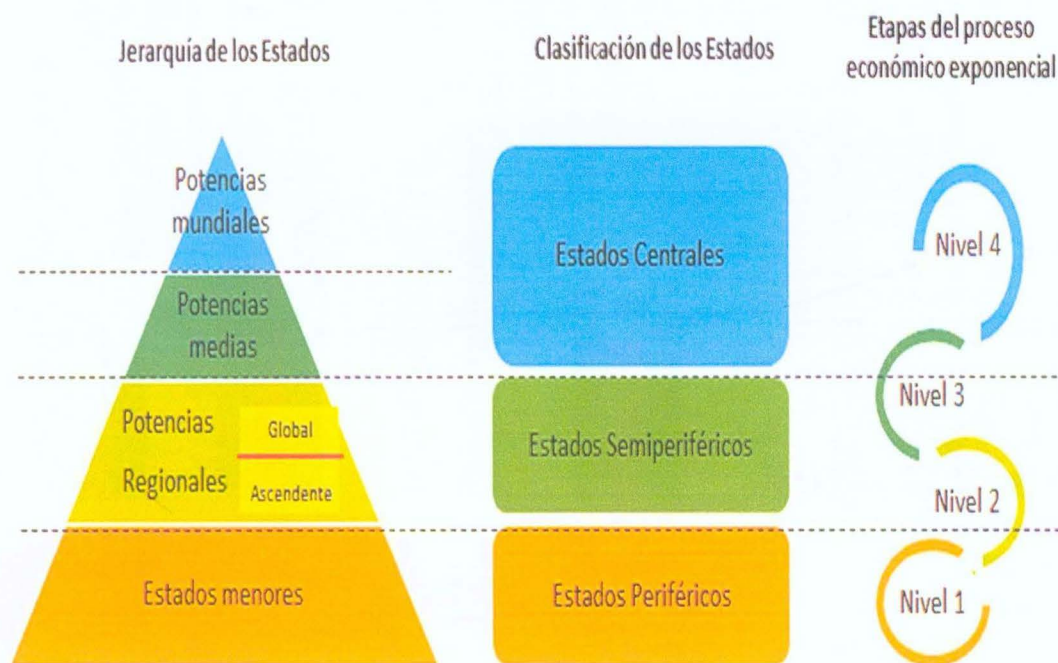 Jerarquía de los Estados
Clasificación de los Estados
Etapas del proceso
económico exponencial
Potencias
mundiales
Potencias
medias
Potencias
Regionales
Global
Ascendente
Estados menores
Estados Centrales
Estados Semiperiféricos
Estados Periféricos
Nivel 4
Nivel 3
Nivel 2
Nivel 1